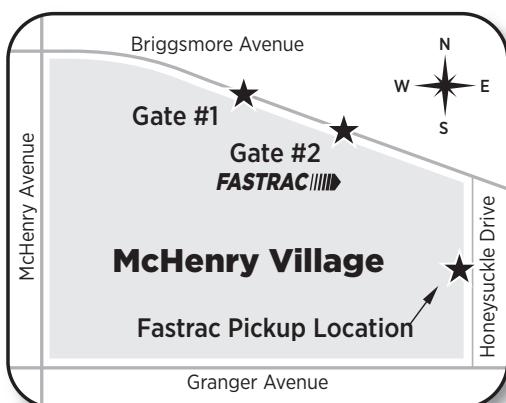 Briggsmore Avenue
N
W E
S
Gate #1
Gate #2
FASTRAC
McHenry Avenue
McHenry Village
Honeysuckle Drive
Fastrac Pickup Location
Granger Avenue